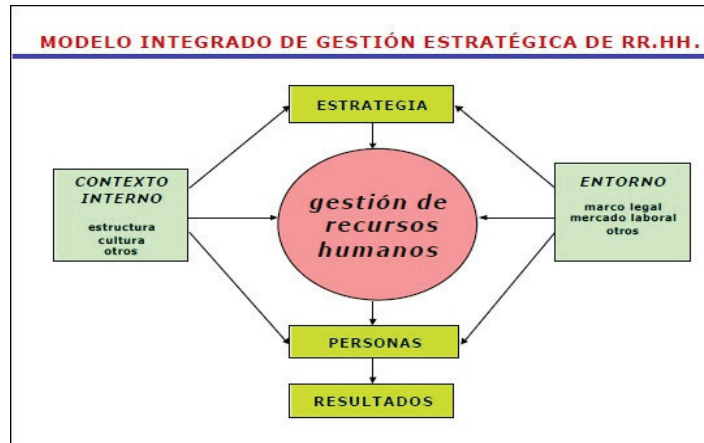 MODELO INTEGRADO DE GESTIÓN ESTRATÉGICA DE RR.HH.
ESTRATEGIA
CONTEXTO
INTERNO
estructura
cultura
otros
gestión de
recursos
humanos
ENTORNO
marco legal
mercado laboral
otros
PERSONAS
RESULTADOS